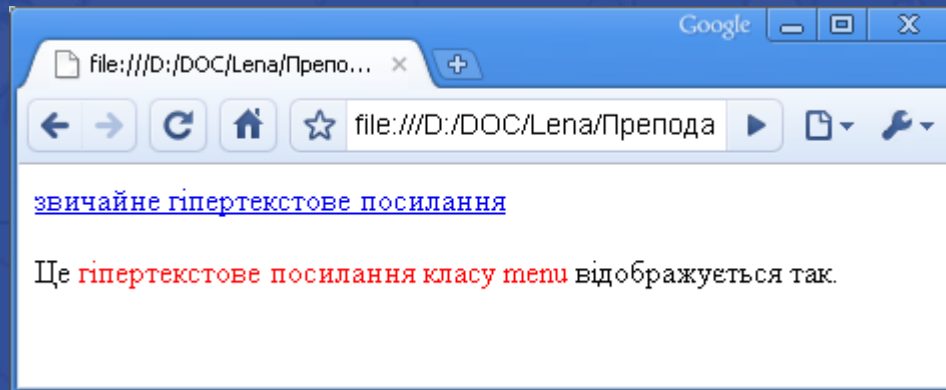 Google
file:///D:/DOC/Lena/Препо...
file:///D:/DOC/Lena/Препода
звичайне гіпертекстове посилання
Це гіпертекстове посилання класу menu відображується так.